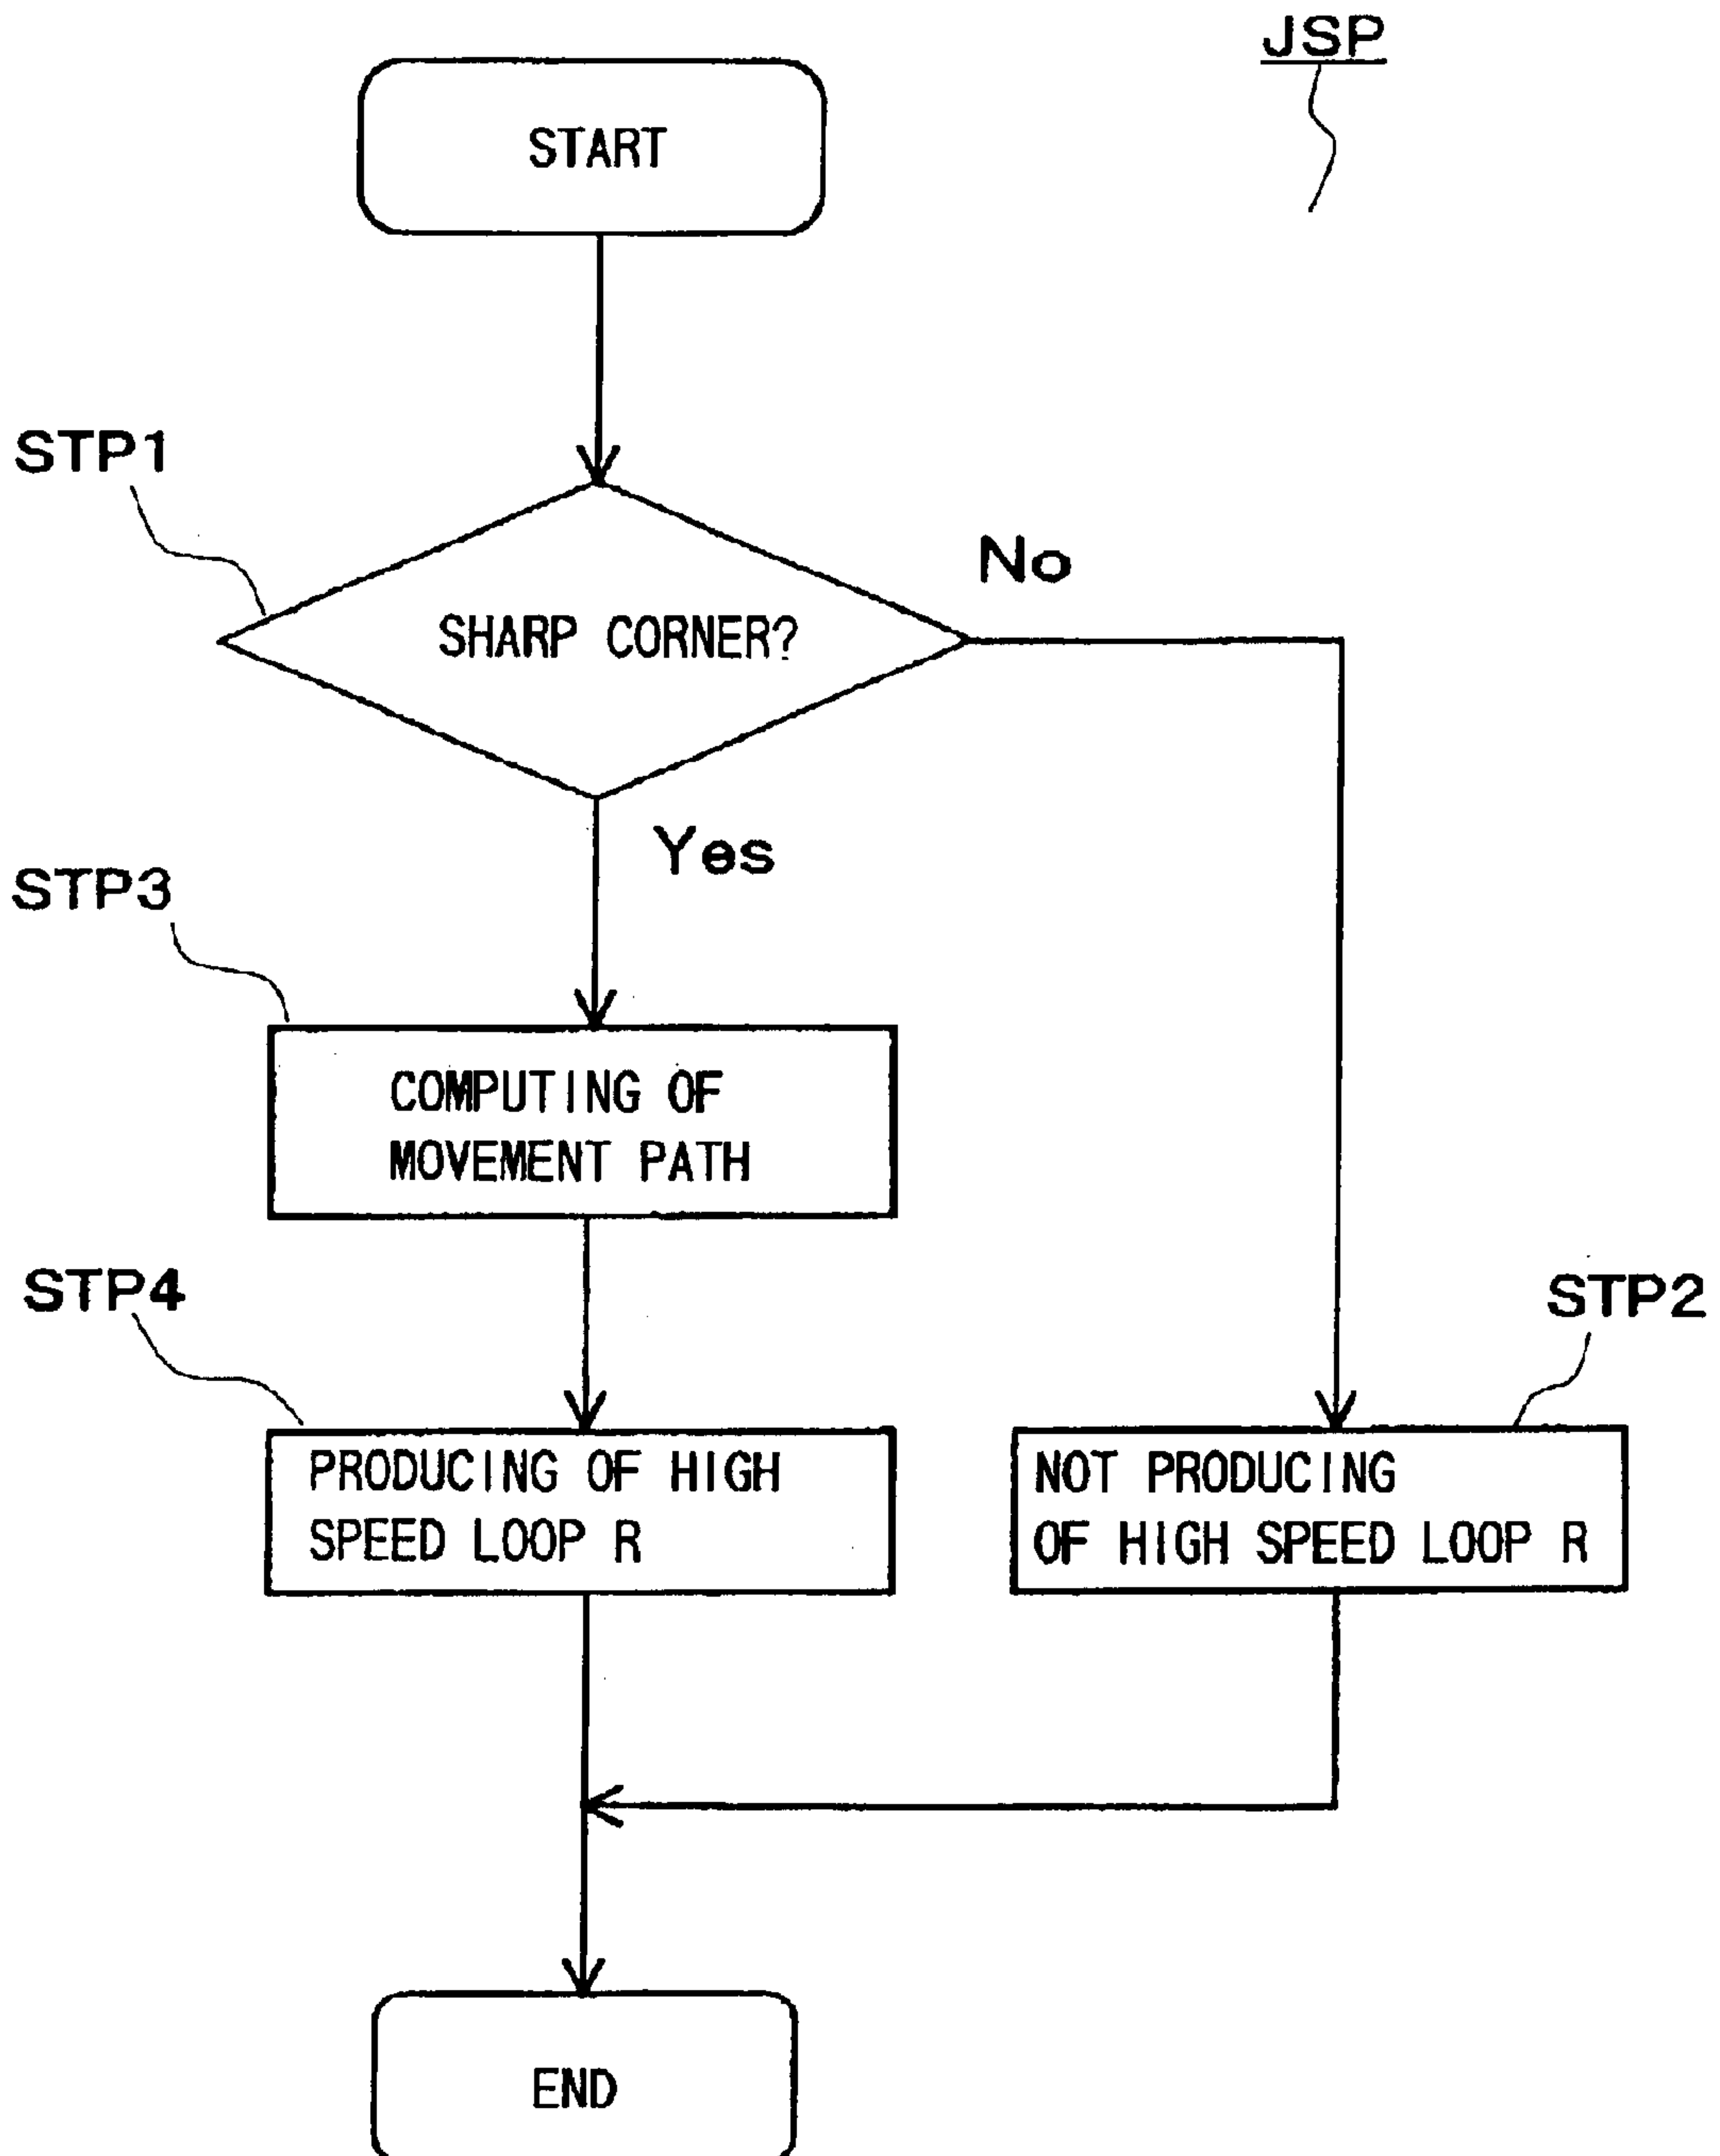 JSP
START
STP1
No
SHARP CORNER?
Yes
STP3
COMPUTING OF
MOVEMENT PATH
STP4
STP2
PRODUCING OF HIGH
SPEED LOOP R
NOT PRODUCING
OF HIGH SPEED LOOP R
END